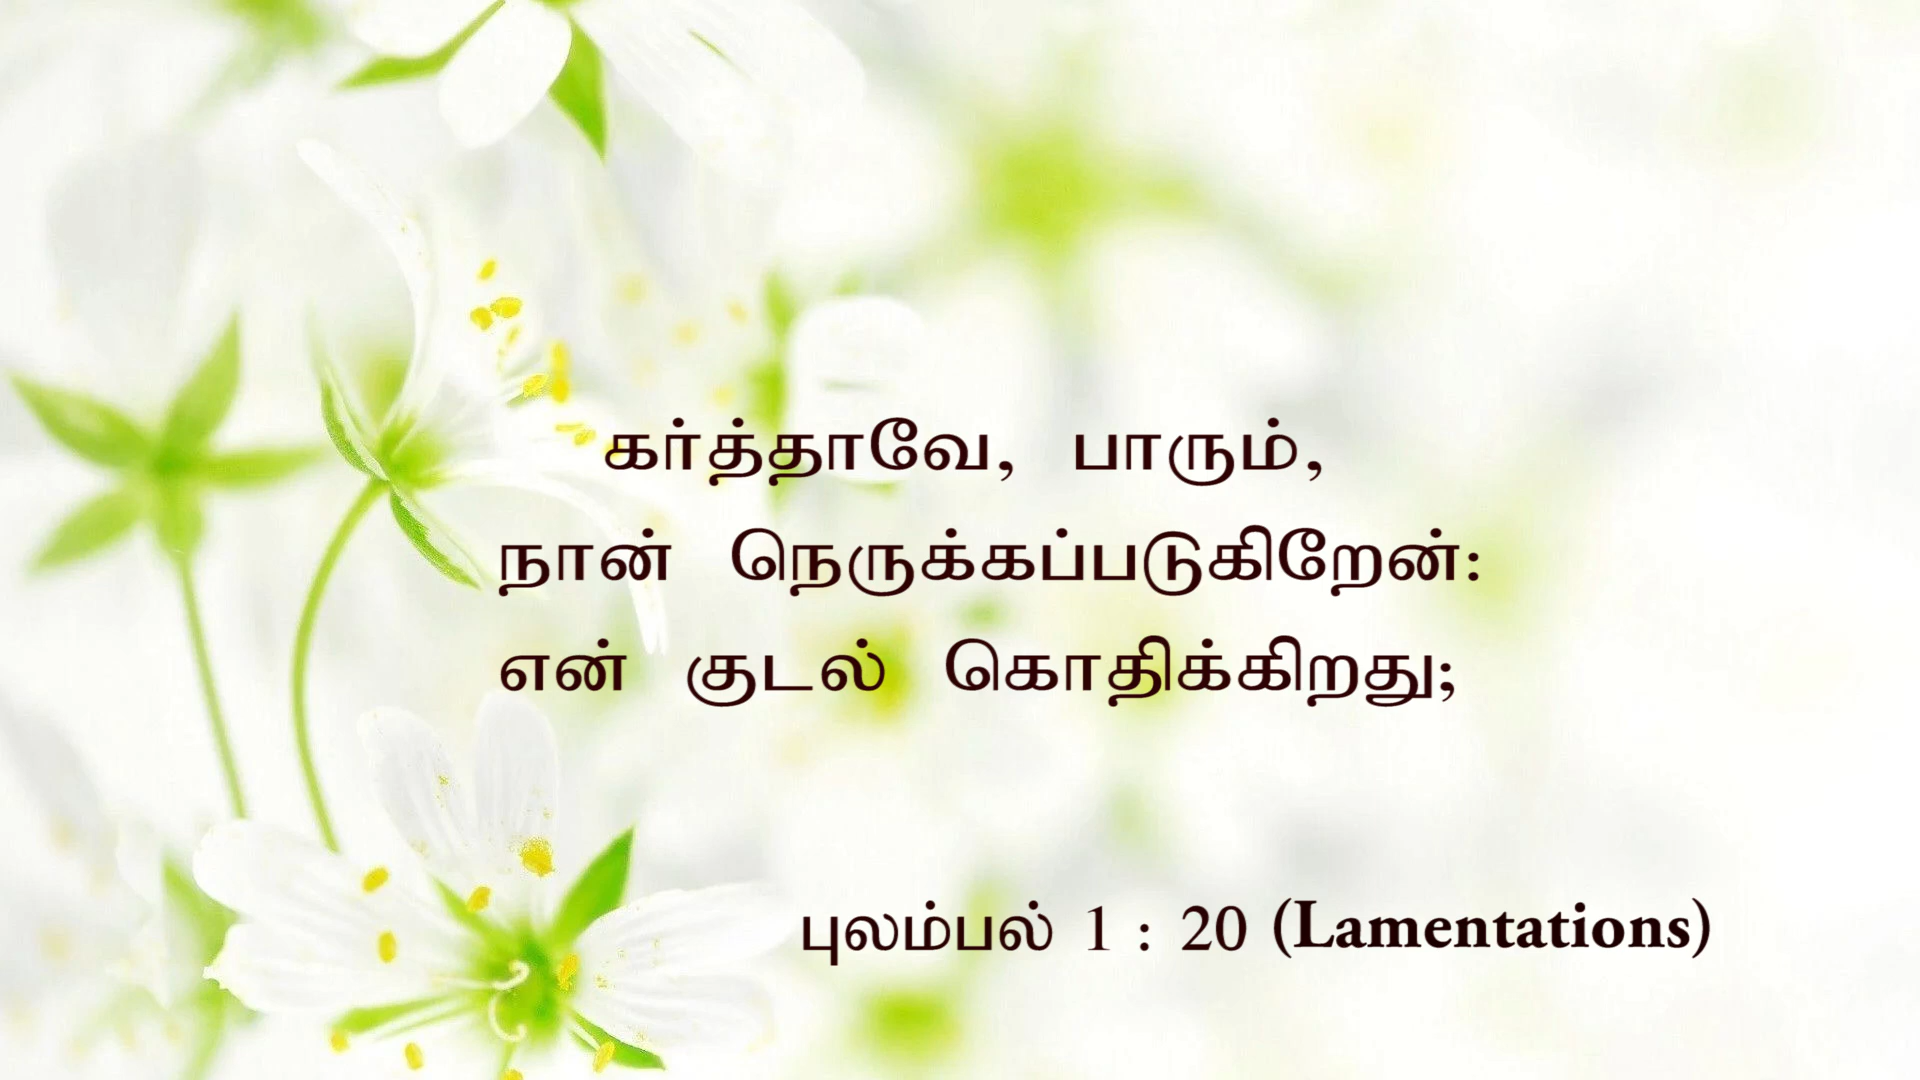 கர்த்தாவே, பாரும்,
நான் நெருக்கப்படுகிறேன்:
என் குடல் கொதிக்கிறது;
புலம்பல் 1 : 20 (Lamentations)